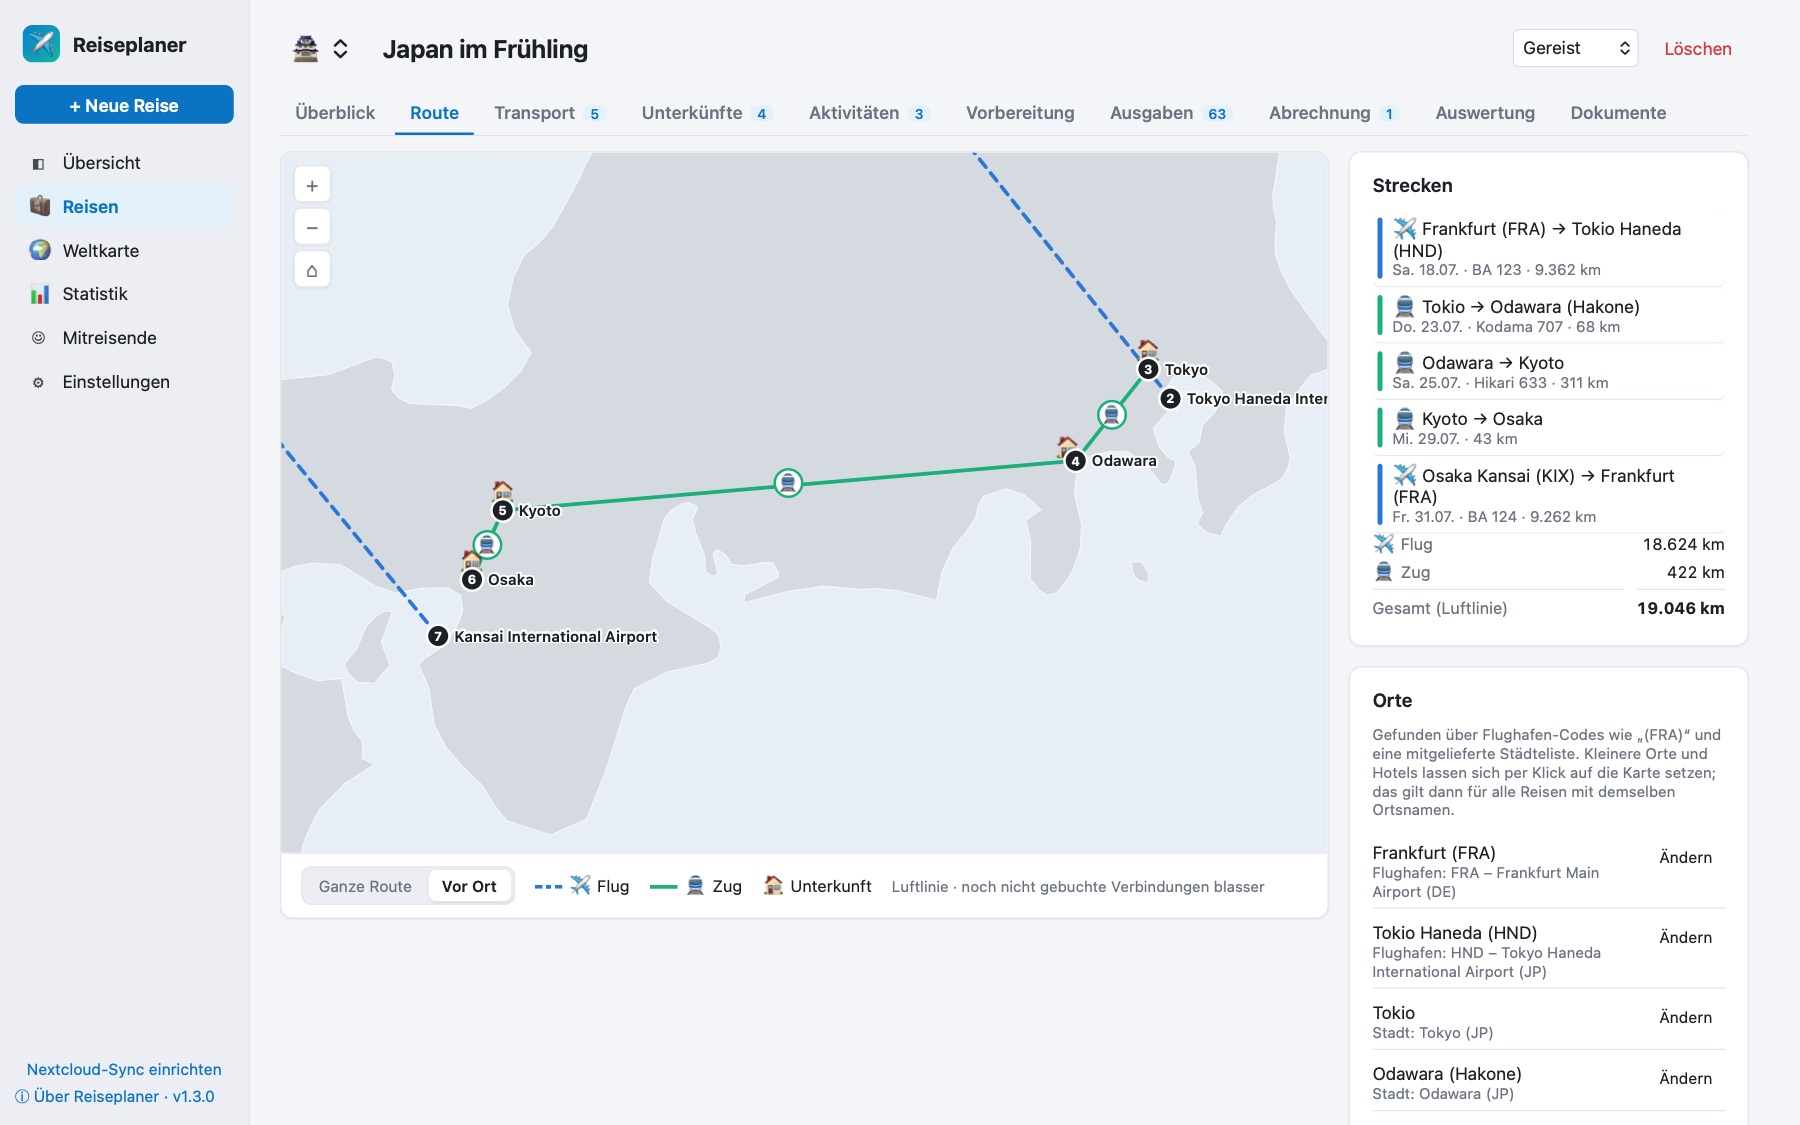 Reiseplaner
+ Neue Reise
Übersicht
Reisen
Weltkarte
Statistik
Mitreisende
Einstellungen
Nextcloud-Sync einrichten
ⓘ Über Reiseplaner · v1.3.0
Japan im Frühling
Gereist
Löschen
Überblick
Route
Transport 5
Unterkünfte 4
Aktivitäten 3
Vorbereitung
Ausgaben 63
Abrechnung 1
Auswertung
Dokumente
+
−
3 Tokyo
2 Tokyo Haneda Inter
4 Odawara
5 Kyoto
6 Osaka
7 Kansai International Airport
Ganze Route
Vor Ort
Flug
Zug
Unterkunft
Luftlinie · noch nicht gebuchte Verbindungen blasser
Strecken
Frankfurt (FRA) → Tokio Haneda
(HND)
Sa. 18.07. · BA 123 · 9.362 km
Tokio → Odawara (Hakone)
Do. 23.07. · Kodama 707 · 68 km
Odawara → Kyoto
Sa. 25.07. · Hikari 633 · 311 km
Kyoto → Osaka
Mi. 29.07. · 43 km
Osaka Kansai (KIX) → Frankfurt
(FRA)
Fr. 31.07. · BA 124 · 9.262 km
Flug 18.624 km
Zug 422 km
Gesamt (Luftlinie) 19.046 km
Orte
Gefunden über Flughafen-Codes wie „(FRA)“ und
eine mitgelieferte Städteliste. Kleinere Orte und
Hotels lassen sich per Klick auf die Karte setzen;
das gilt dann für alle Reisen mit demselben
Ortsnamen.
Frankfurt (FRA)
Flughafen: FRA – Frankfurt Main
Airport (DE)
Ändern
Tokio Haneda (HND)
Flughafen: HND – Tokyo Haneda
International Airport (JP)
Ändern
Tokio
Stadt: Tokyo (JP)
Ändern
Odawara (Hakone)
Stadt: Odawara (JP)
Ändern